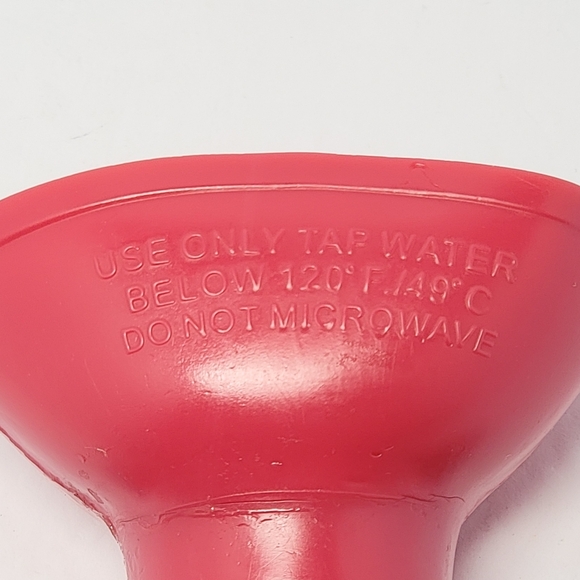 USE ONLY TAP WATER
BELOW 120° F./49° C
DO NOT MICROWAVE